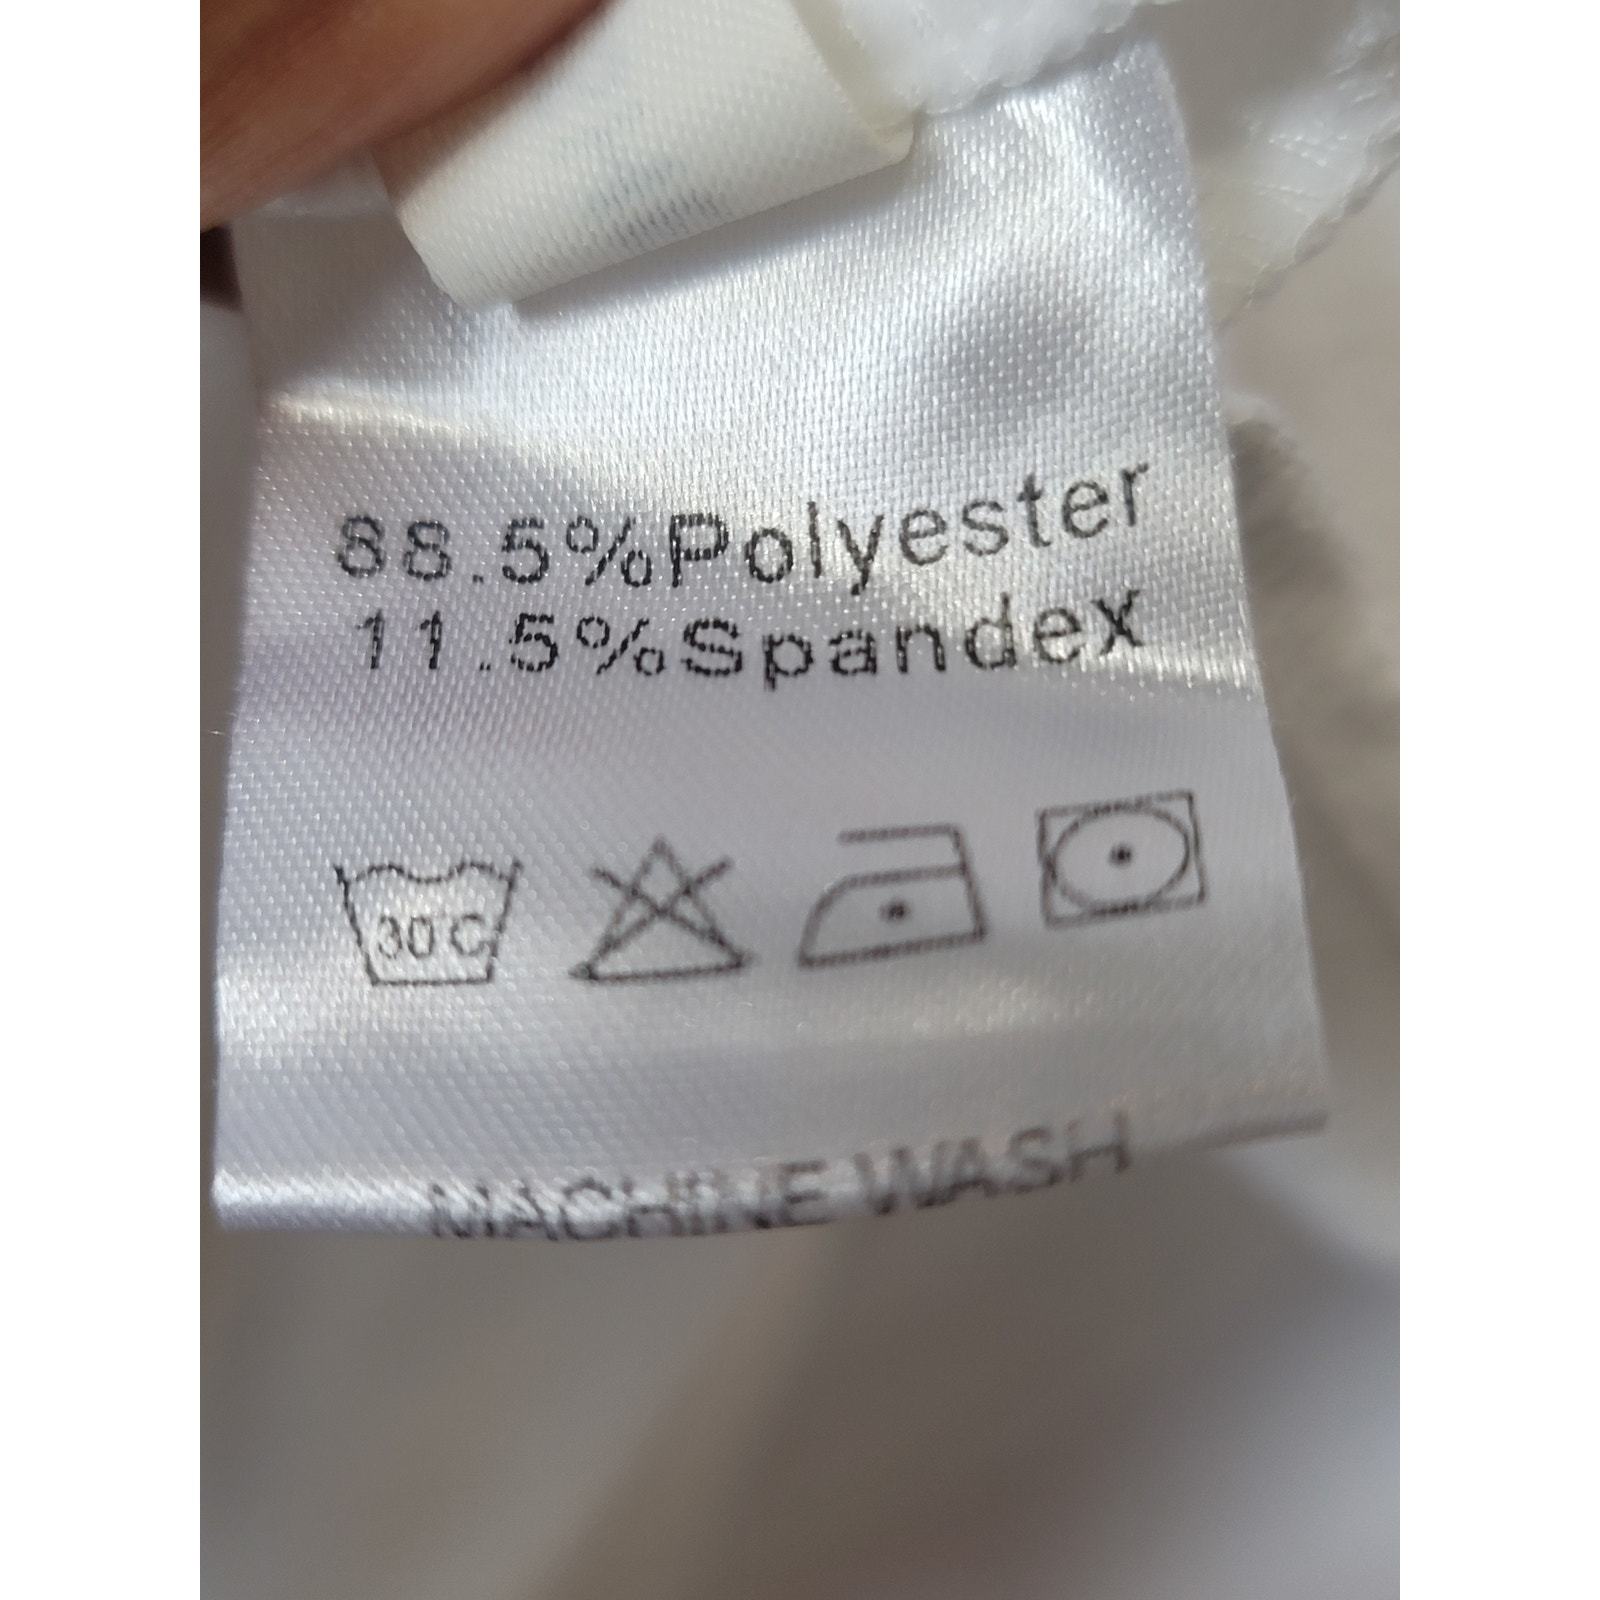 88.5%Polyester
11.5%Spandex
30°C
MACHINE WASH